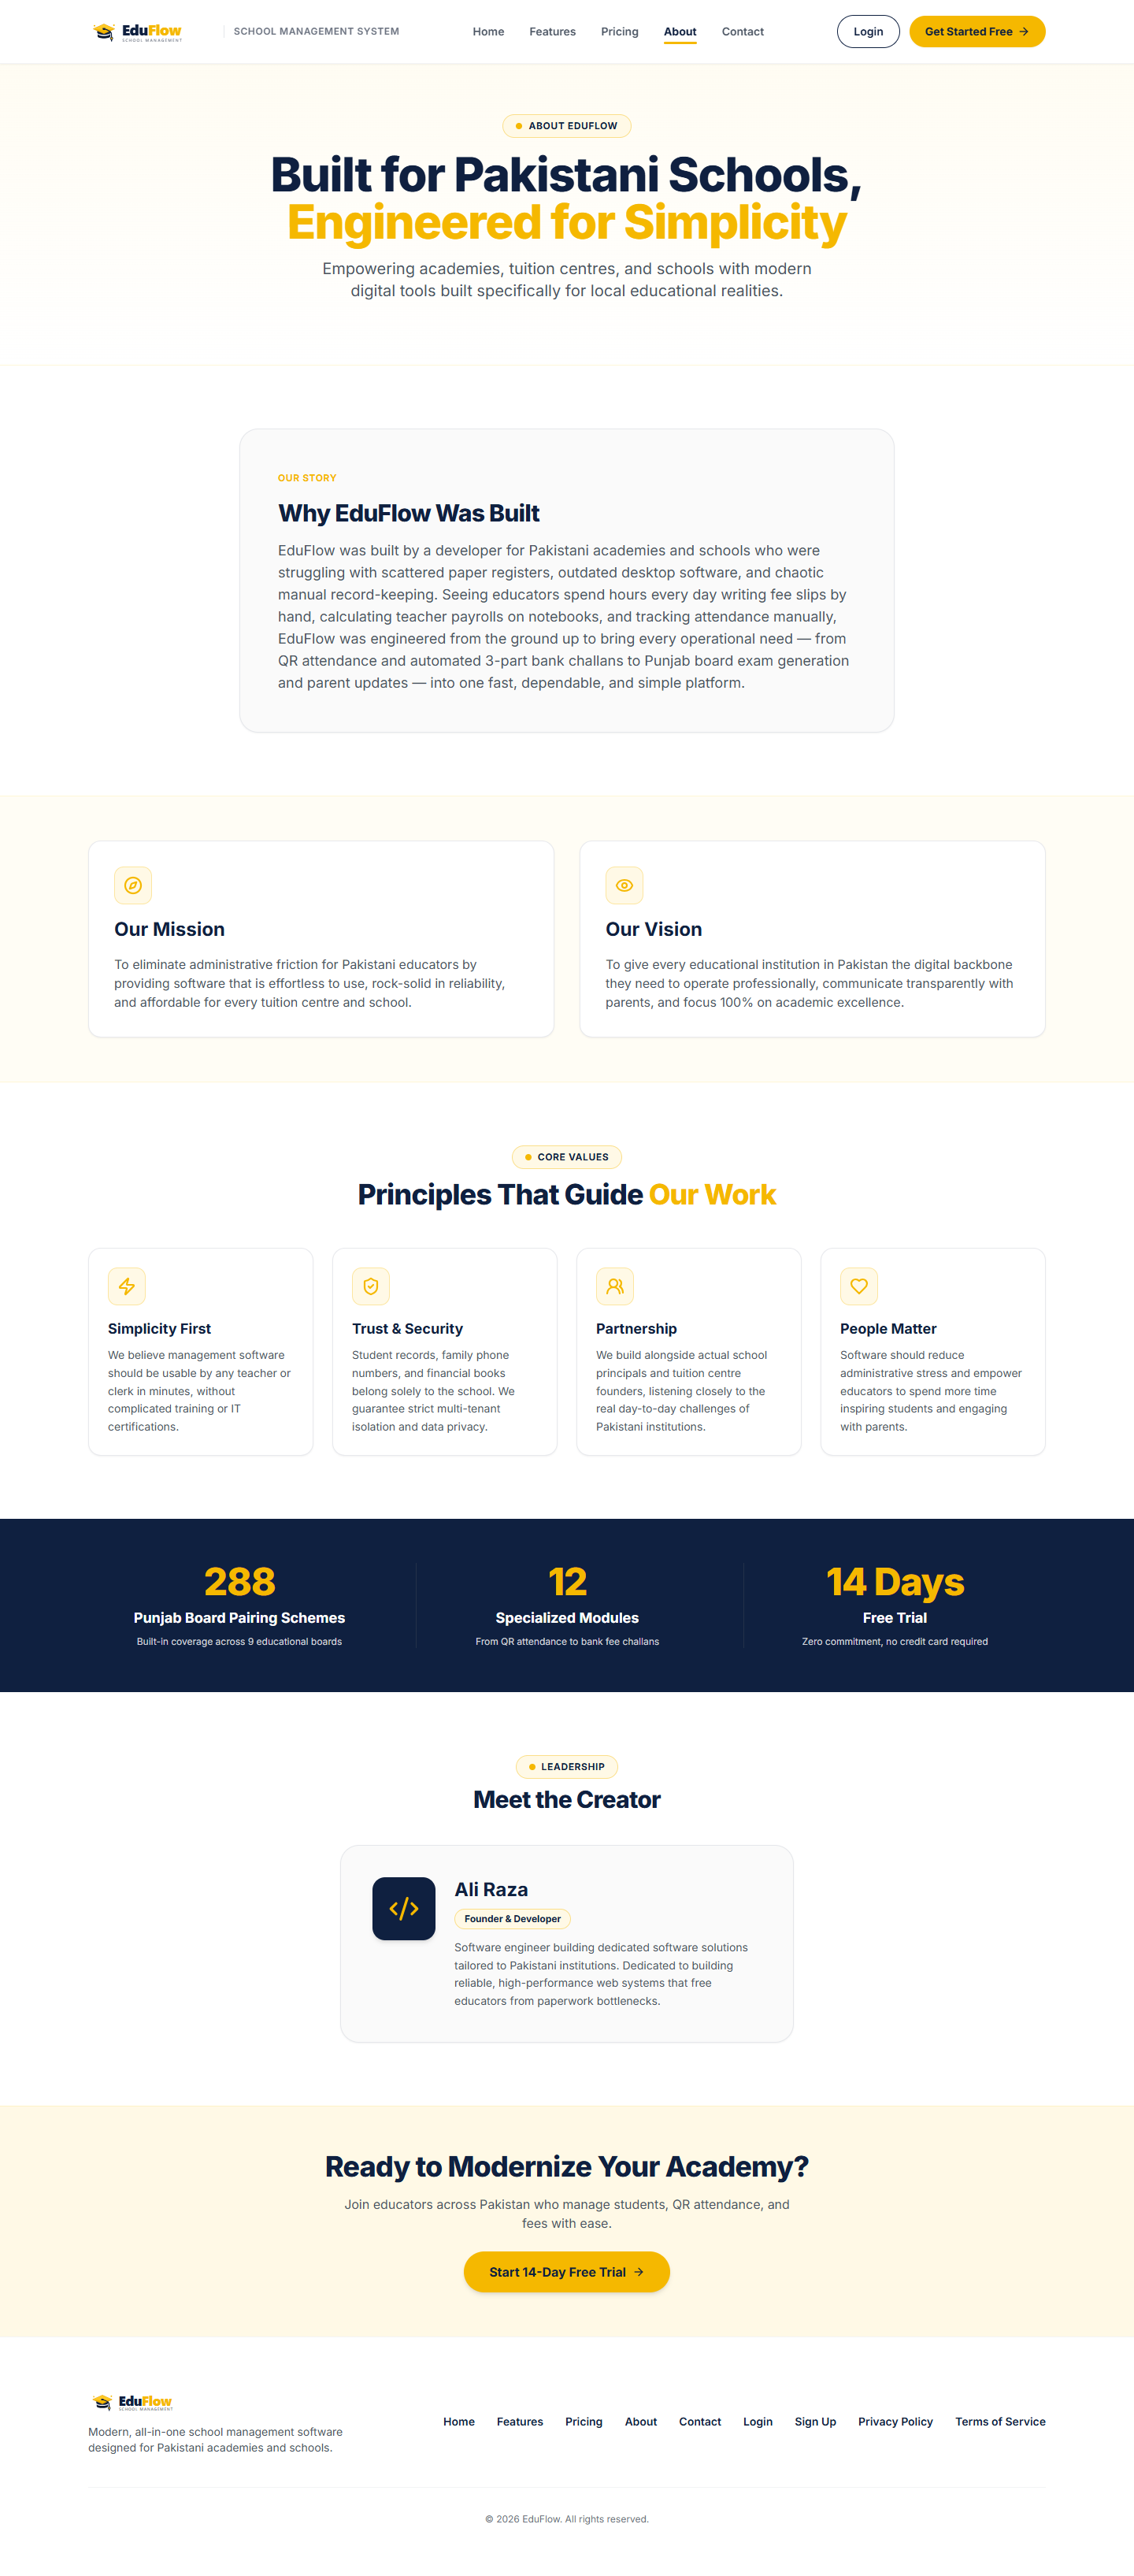 EduFlow
SCHOOL MANAGEMENT
SCHOOL MANAGEMENT SYSTEM
Home
Features
Pricing
About
Contact
Login
Get Started Free →
ABOUT EDUFLOW
Built for Pakistani Schools,
Engineered for Simplicity
Empowering academies, tuition centres, and schools with modern
digital tools built specifically for local educational realities.
OUR STORY
Why EduFlow Was Built
EduFlow was built by a developer for Pakistani academies and schools who were
struggling with scattered paper registers, outdated desktop software, and chaotic
manual record-keeping. Seeing educators spend hours every day writing fee slips by
hand, calculating teacher payrolls on notebooks, and tracking attendance manually,
EduFlow was engineered from the ground up to bring every operational need — from
QR attendance and automated 3-part bank challans to Punjab board exam generation
and parent updates — into one fast, dependable, and simple platform.
Our Mission
To eliminate administrative friction for Pakistani educators by
providing software that is effortless to use, rock-solid in reliability,
and affordable for every tuition centre and school.
Our Vision
To give every educational institution in Pakistan the digital backbone
they need to operate professionally, communicate transparently with
parents, and focus 100% on academic excellence.
CORE VALUES
Principles That Guide Our Work
Simplicity First
We believe management software
should be usable by any teacher or
clerk in minutes, without
complicated training or IT
certifications.
Trust & Security
Student records, family phone
numbers, and financial books
belong solely to the school. We
guarantee strict multi-tenant
isolation and data privacy.
Partnership
We build alongside actual school
principals and tuition centre
founders, listening closely to the
real day-to-day challenges of
Pakistani institutions.
People Matter
Software should reduce
administrative stress and empower
educators to spend more time
inspiring students and engaging
with parents.
288
Punjab Board Pairing Schemes
Built-in coverage across 9 educational boards
12
Specialized Modules
From QR attendance to bank fee challans
14 Days
Free Trial
Zero commitment, no credit card required
LEADERSHIP
Meet the Creator
Ali Raza
Founder & Developer
Software engineer building dedicated software solutions
tailored to Pakistani institutions. Dedicated to building
reliable, high-performance web systems that free
educators from paperwork bottlenecks.
Ready to Modernize Your Academy?
Join educators across Pakistan who manage students, QR attendance, and
fees with ease.
Start 14-Day Free Trial →
EduFlow
SCHOOL MANAGEMENT
Modern, all-in-one school management software
designed for Pakistani academies and schools.
Home
Features
Pricing
About
Contact
Login
Sign Up
Privacy Policy
Terms of Service
© 2026 EduFlow. All rights reserved.